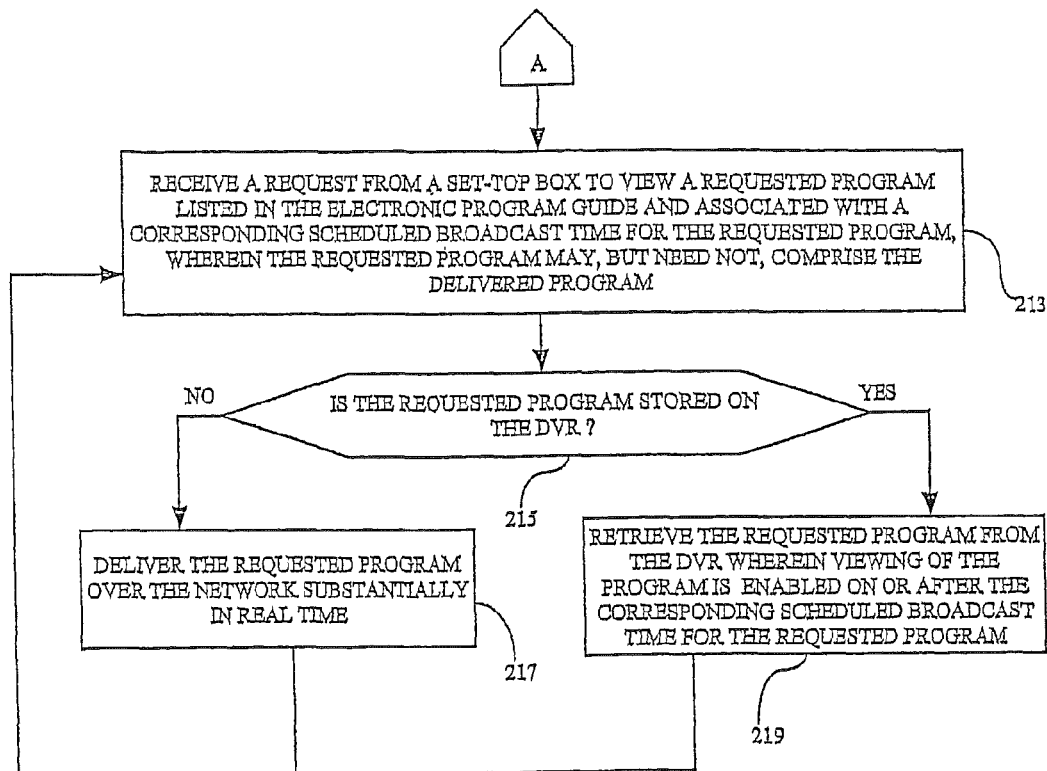 A
RECEIVE A REQUEST FROM A SET-TOP BOX TO VIEW A REQUESTED PROGRAM
LISTED IN THE ELECTRONIC PROGRAM GUIDE AND ASSOCIATED WITH A
CORRESPONDING SCHEDULED BROADCAST TIME FOR THE REQUESTED PROGRAM,
WHEREIN THE REQUESTED PROGRAM MAY, BUT NEED NOT, COMPRISE THE
DELIVERED PROGRAM
213
NO
IS THE REQUESTED PROGRAM STORED ON
THE DVR ?
YES
215
DELIVER THE REQUESTED PROGRAM
OVER THE NETWORK SUBSTANTIALLY
IN REAL TIME
217
RETRIEVE THE REQUESTED PROGRAM FROM
THE DVR WHEREIN VIEWING OF THE
PROGRAM IS ENABLED ON OR AFTER THE
CORRESPONDING SCHEDULED BROADCAST
TIME FOR THE REQUESTED PROGRAM
219